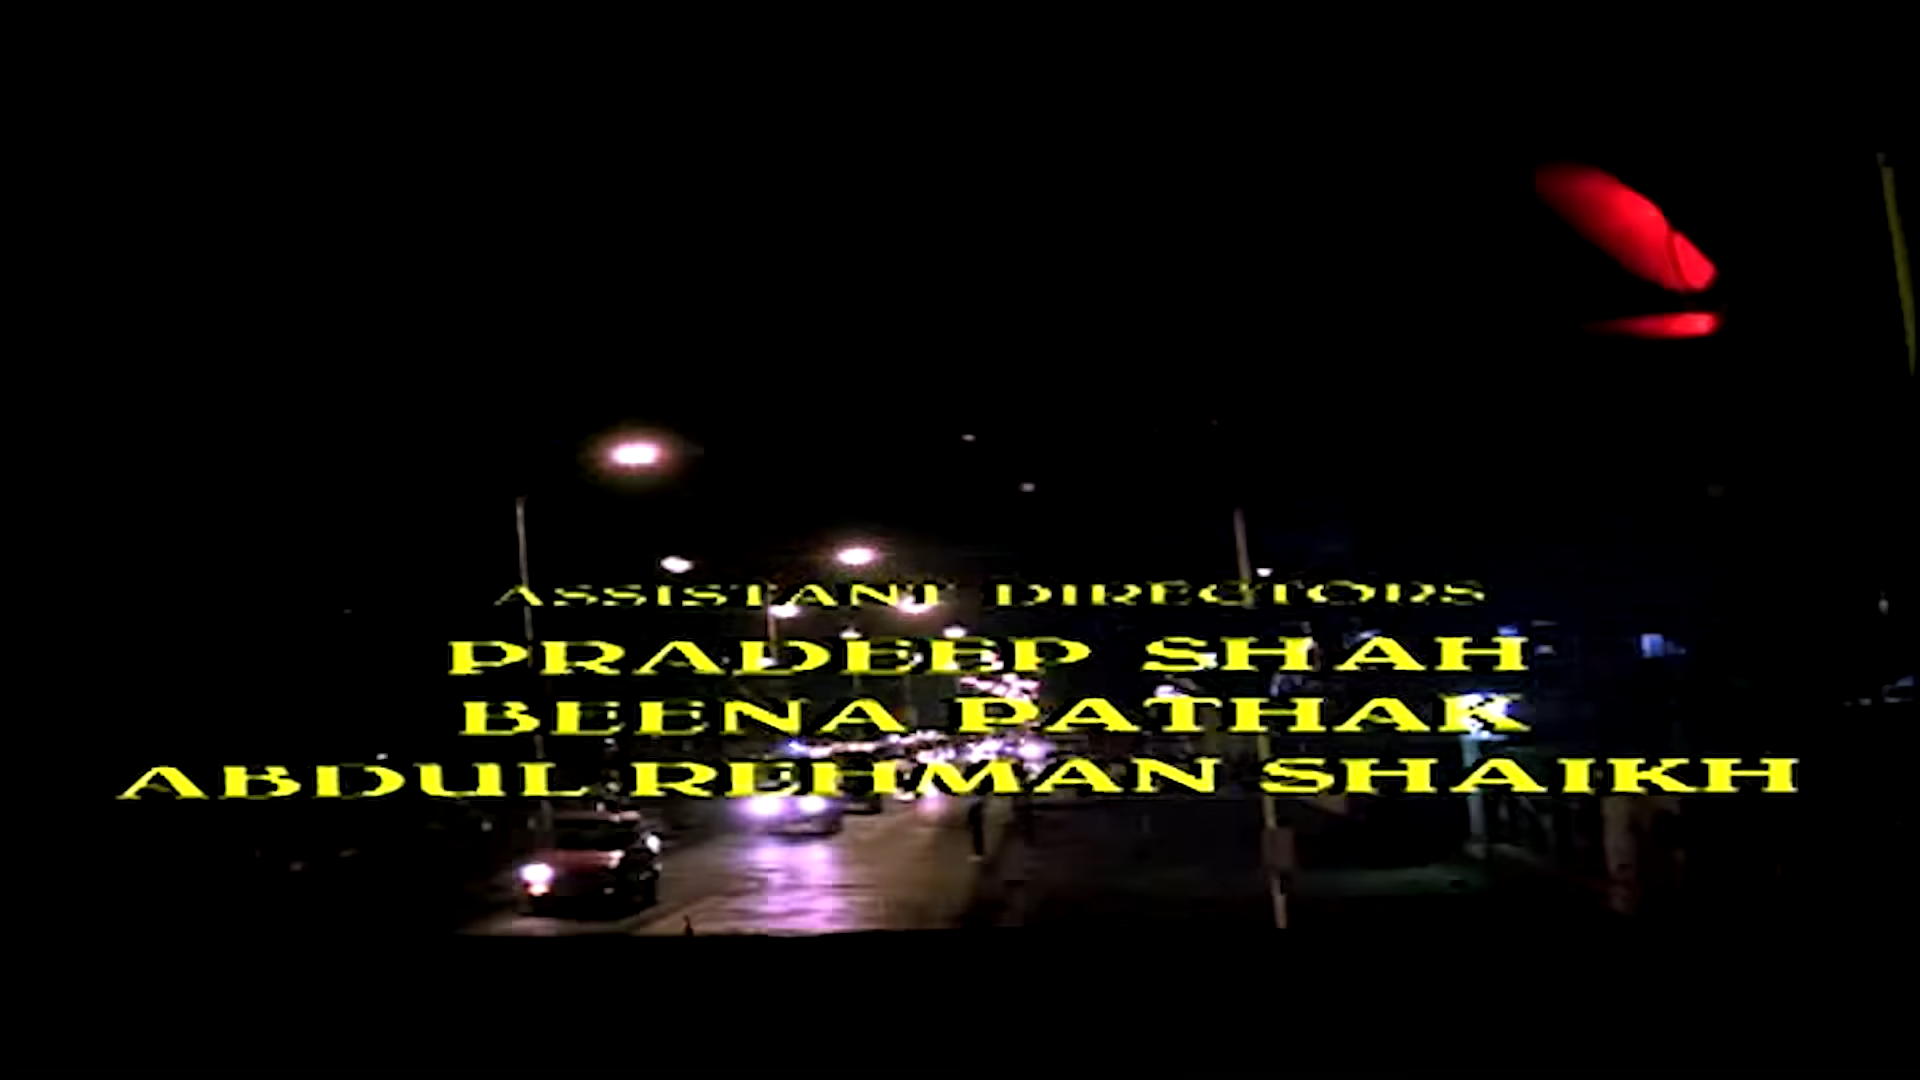 ASSISTANT DIRECTORS
PRADEEP SHAH
BEENA PATHAK
ABDUL REHMAN SHAIKH